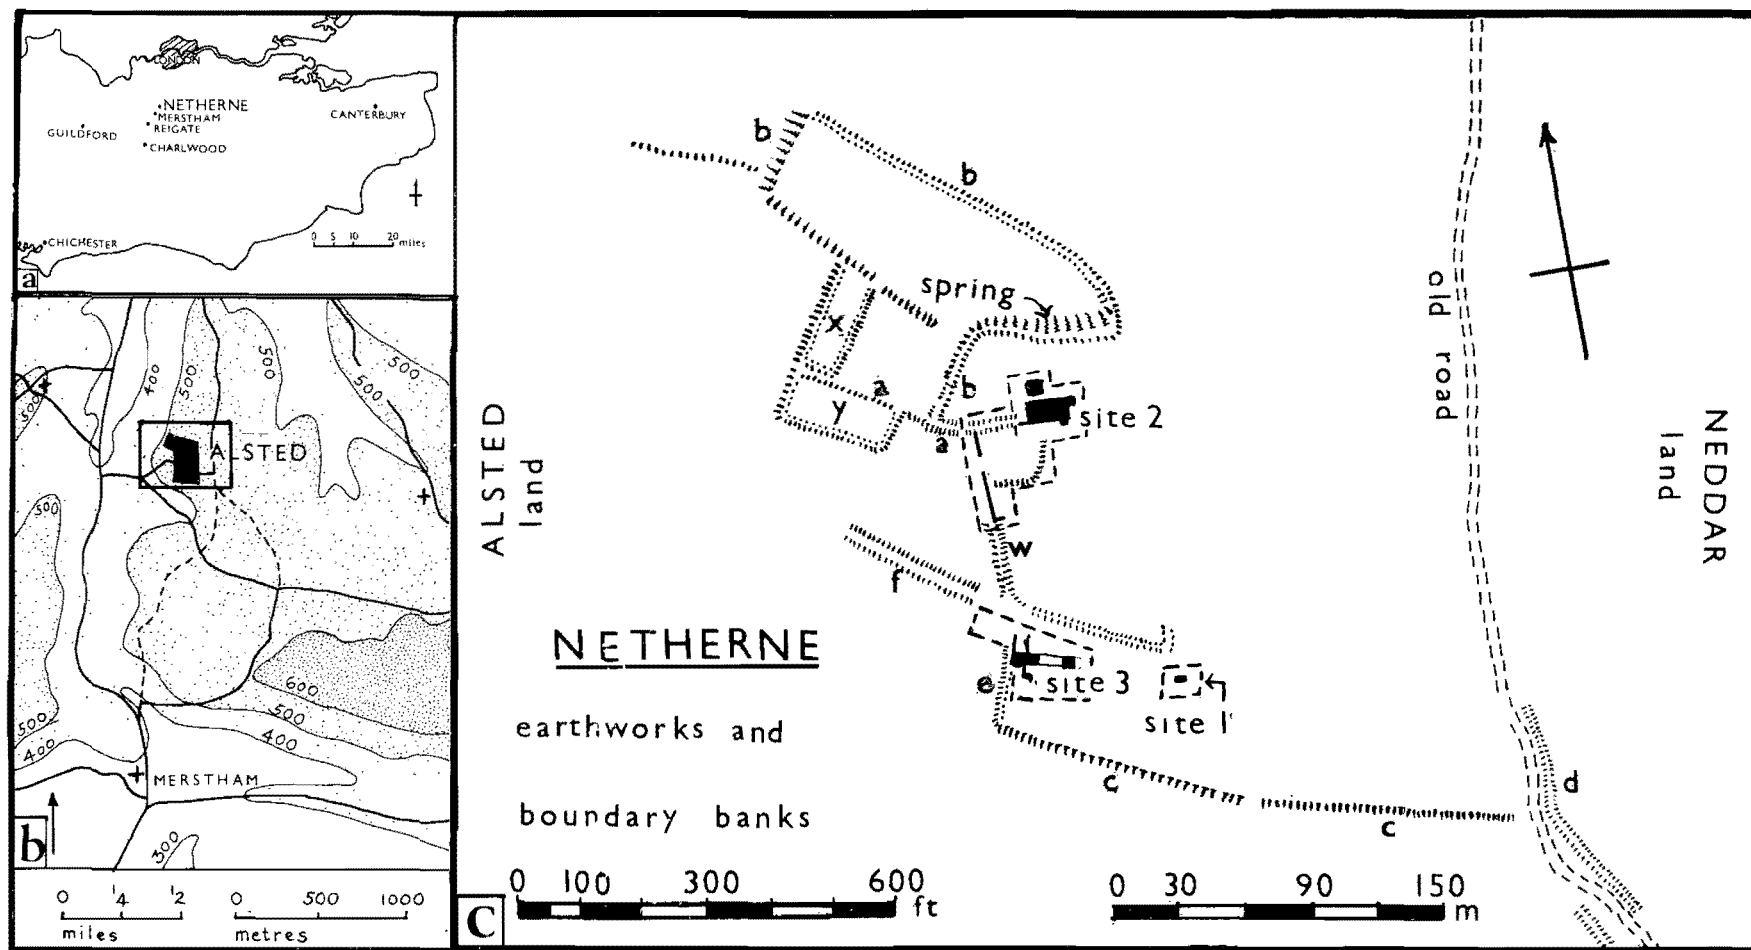 LONDON
NETHERNE
MERSTHAM
REIGATE
GUILDFORD
CANTERBURY
CHARLWOOD
CHICHESTER
0 5 10 20 miles
a
500
400
500
500
500
500
ALSTED
500
600
500
400
500
400
MERSTHAM
300
b
0 1/4 1/2
miles
0 500 1000
metres
b
b
spring
x
a
b
y
a
site 2
old road
ALSTED
land
NEDDAR
land
w
f
NETHERNE
e
site 3
site 1
earthworks and
boundary banks
c
c
d
0 100 300 600
ft
0 30 90 150
m
C